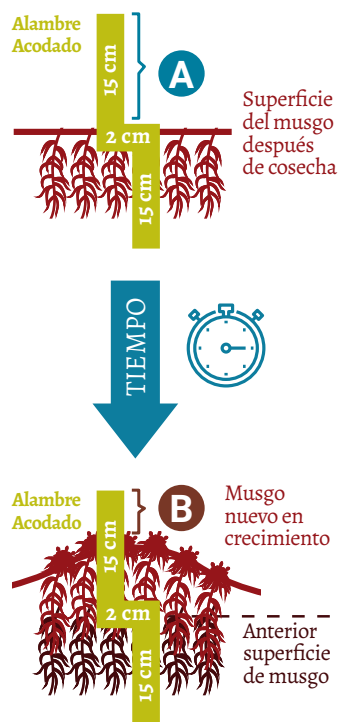 Alambre
Acodado
15 cm
A
2 cm
15 cm
Superficie
del musgo
después
de cosecha
TIEMPO
Alambre
Acodado
15 cm
B
Musgo
nuevo en
crecimiento
2 cm
15 cm
Anterior
superficie
de musgo